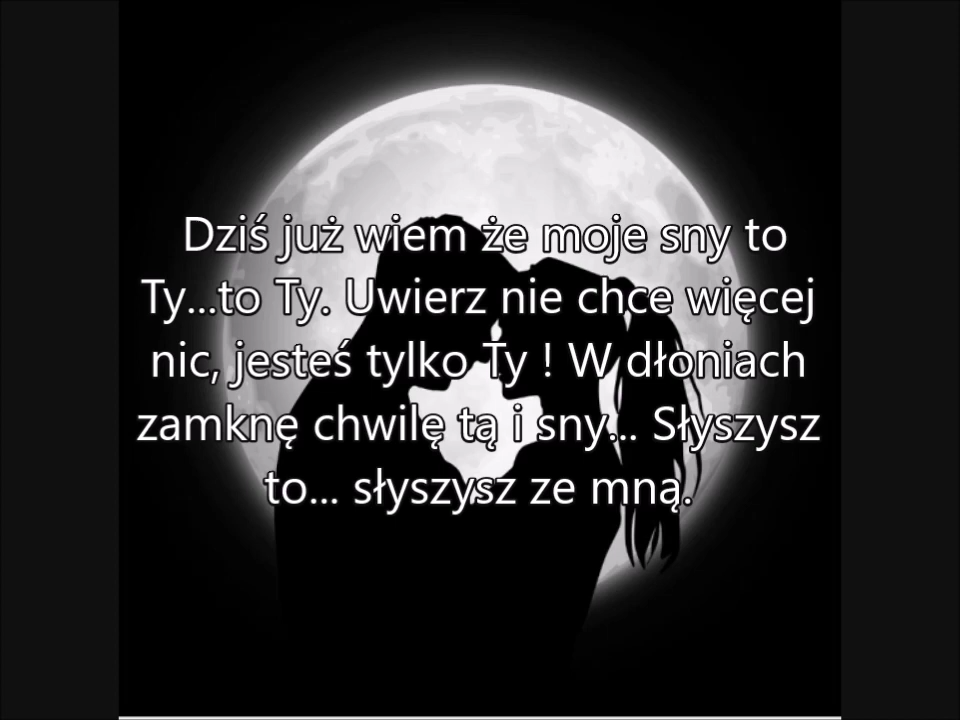 Dziś już wiem że moje sny to
Ty...to Ty. Uwierz nie chce więcej
nic, jesteś tylko Ty ! W dłoniach
zamknę chwilę tą i sny... Słyszysz
to... słyszysz ze mną.